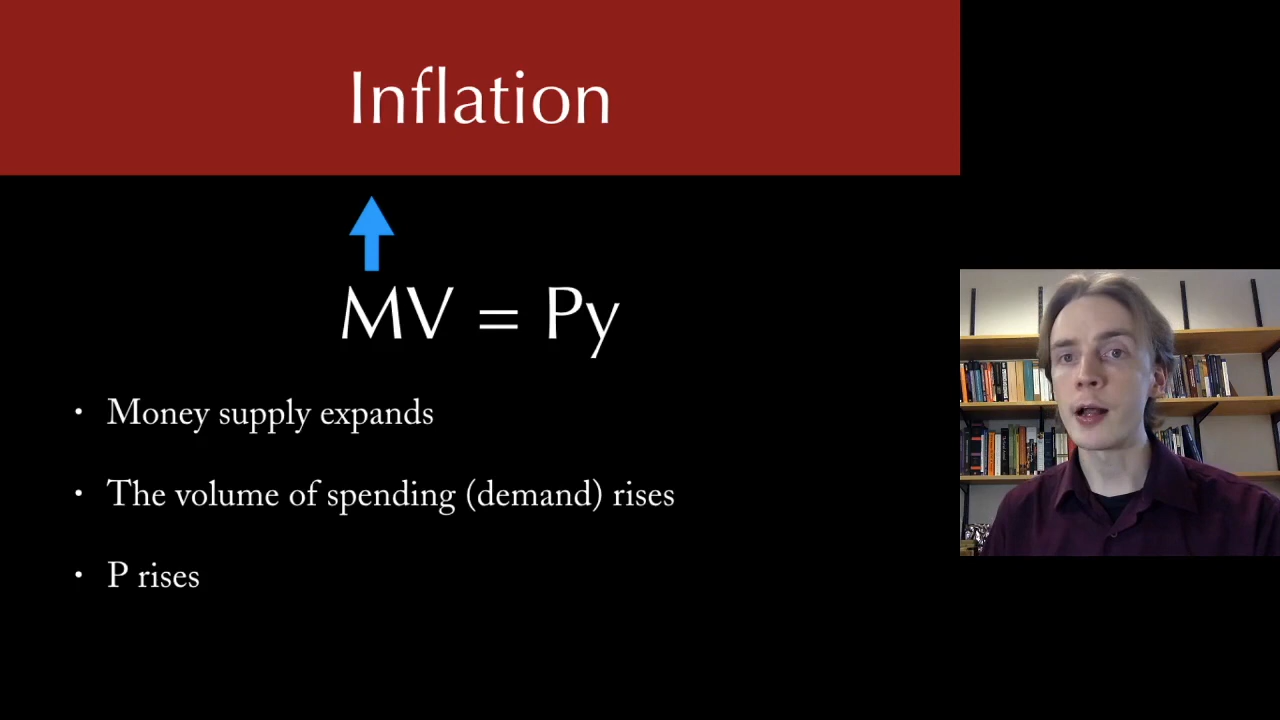 Inflation
MV = Py
• Money supply expands
• The volume of spending (demand) rises
• P rises